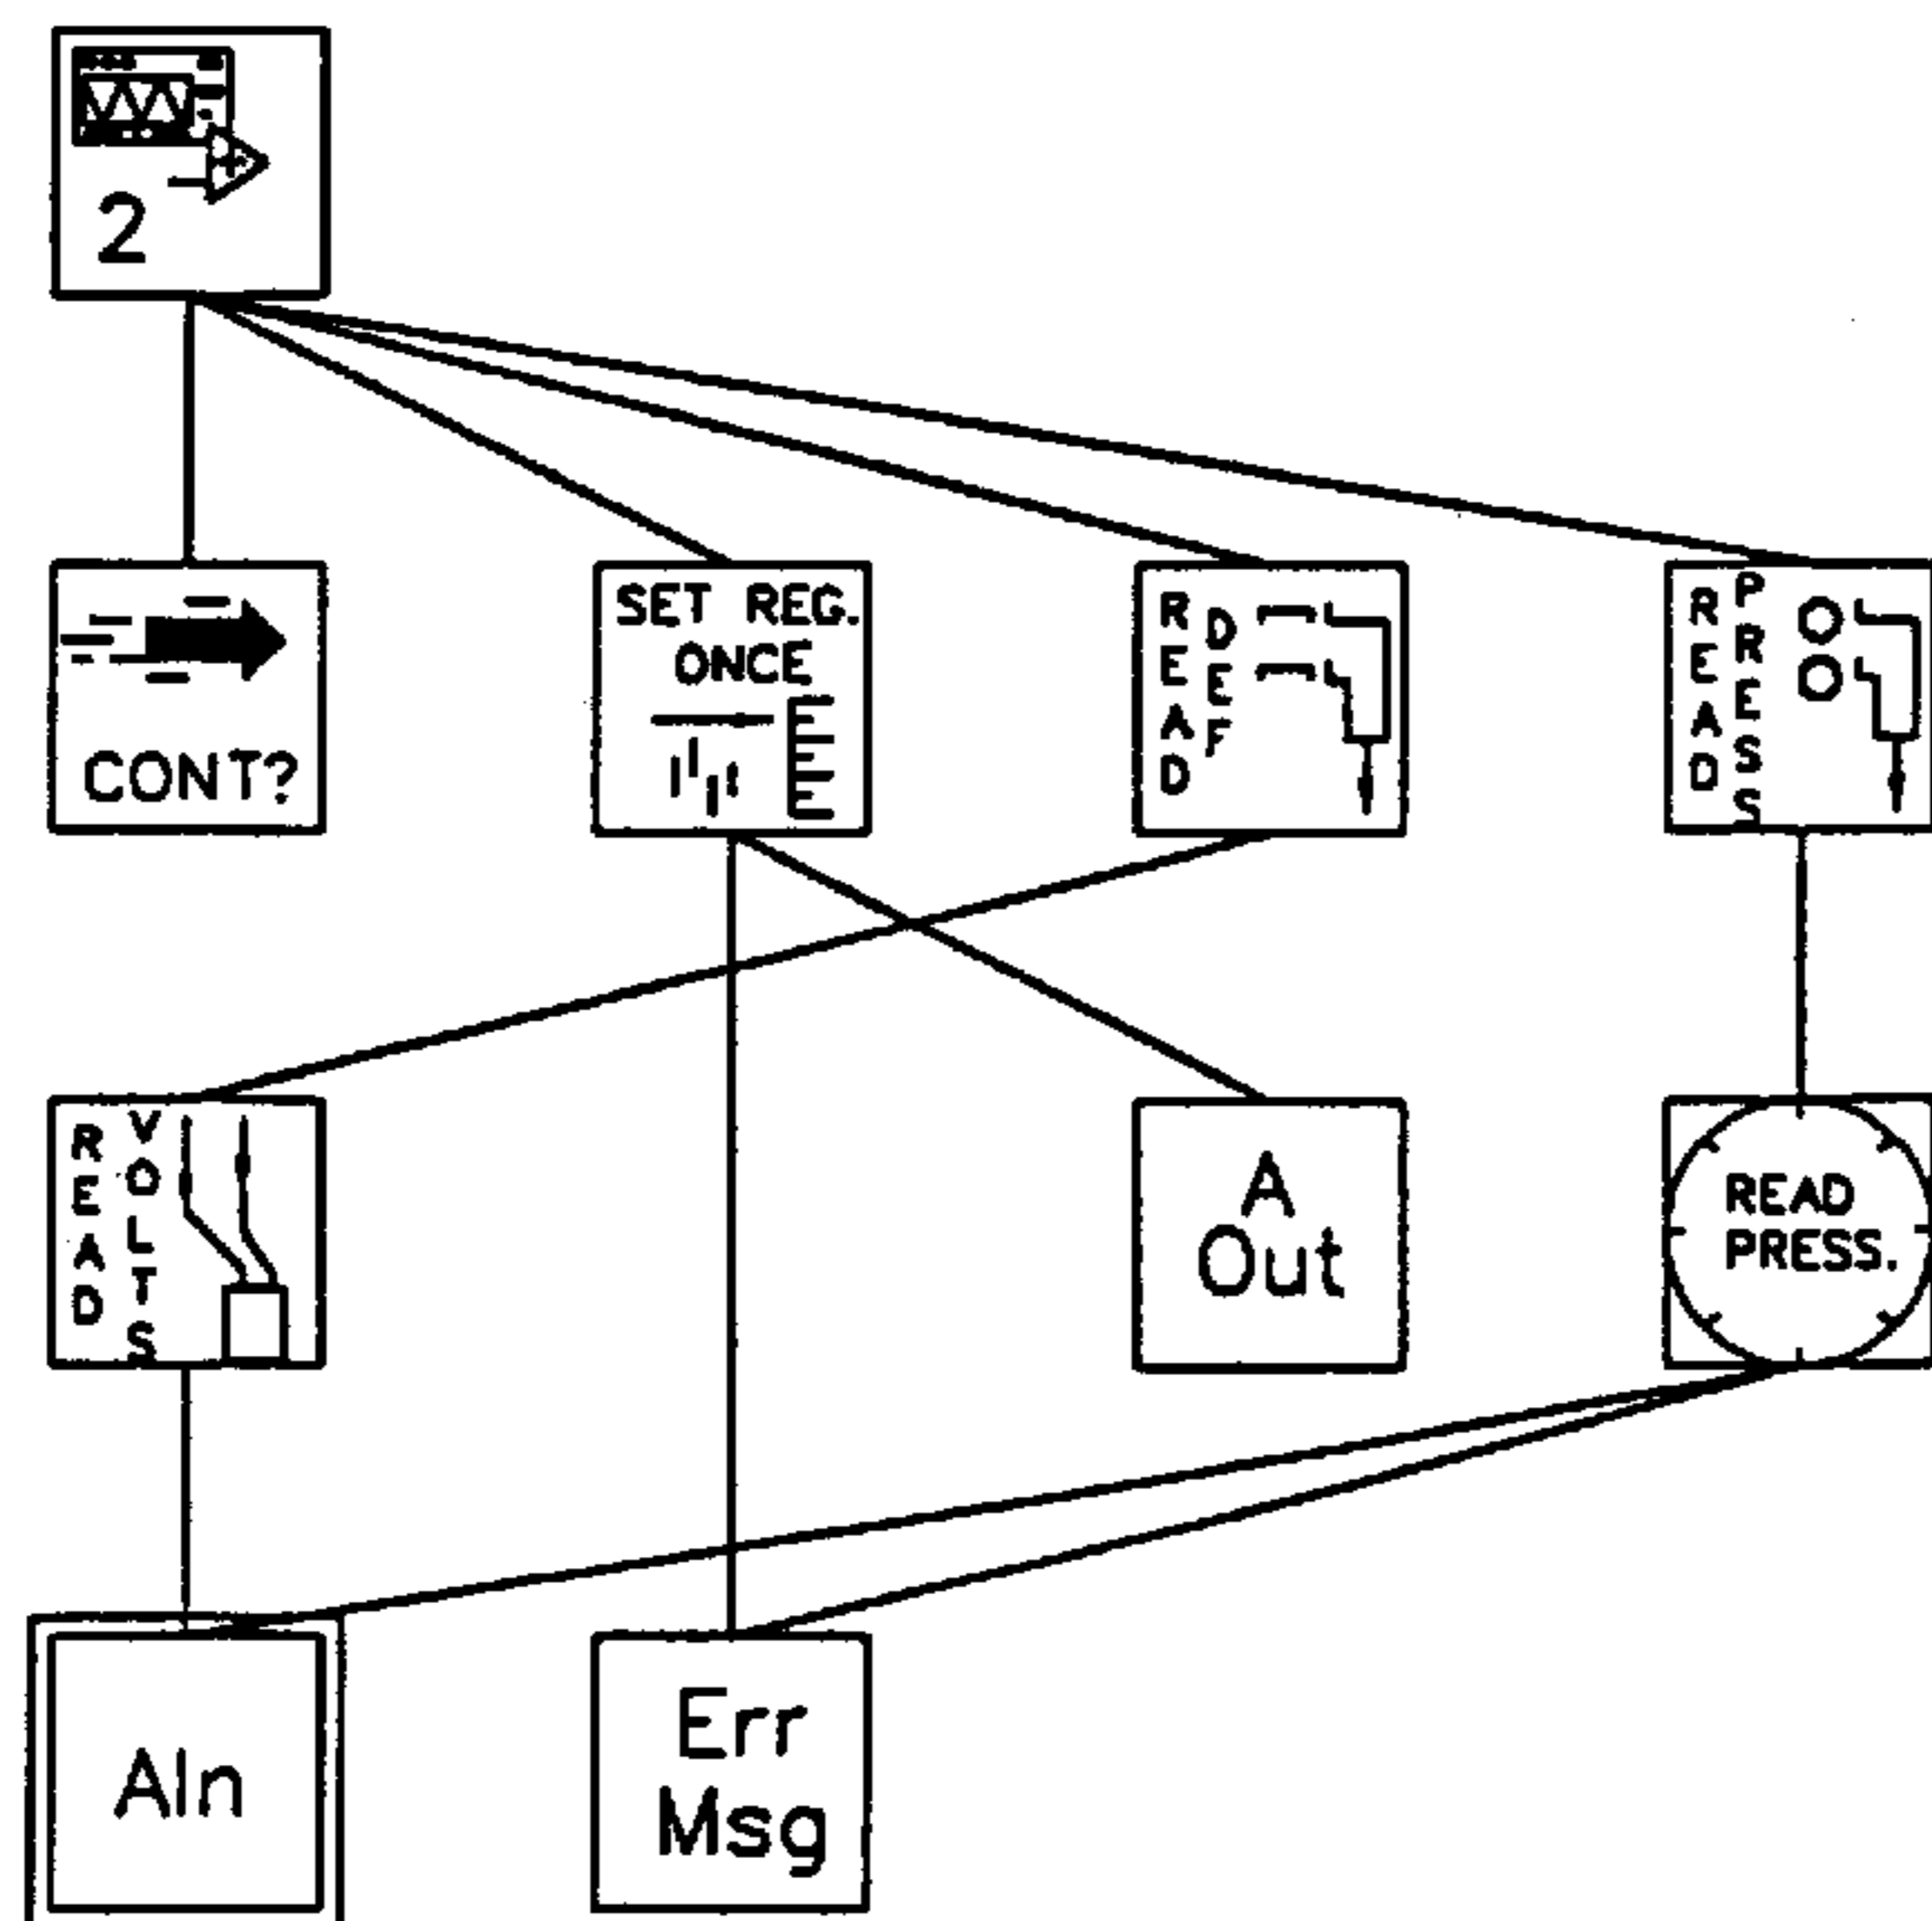 2
CONT?
SET REG.
ONCE
READ
DEF
READ
PRESS
READ
VOLTS
A
Out
READ
PRESS.
AIn
Err
Msg